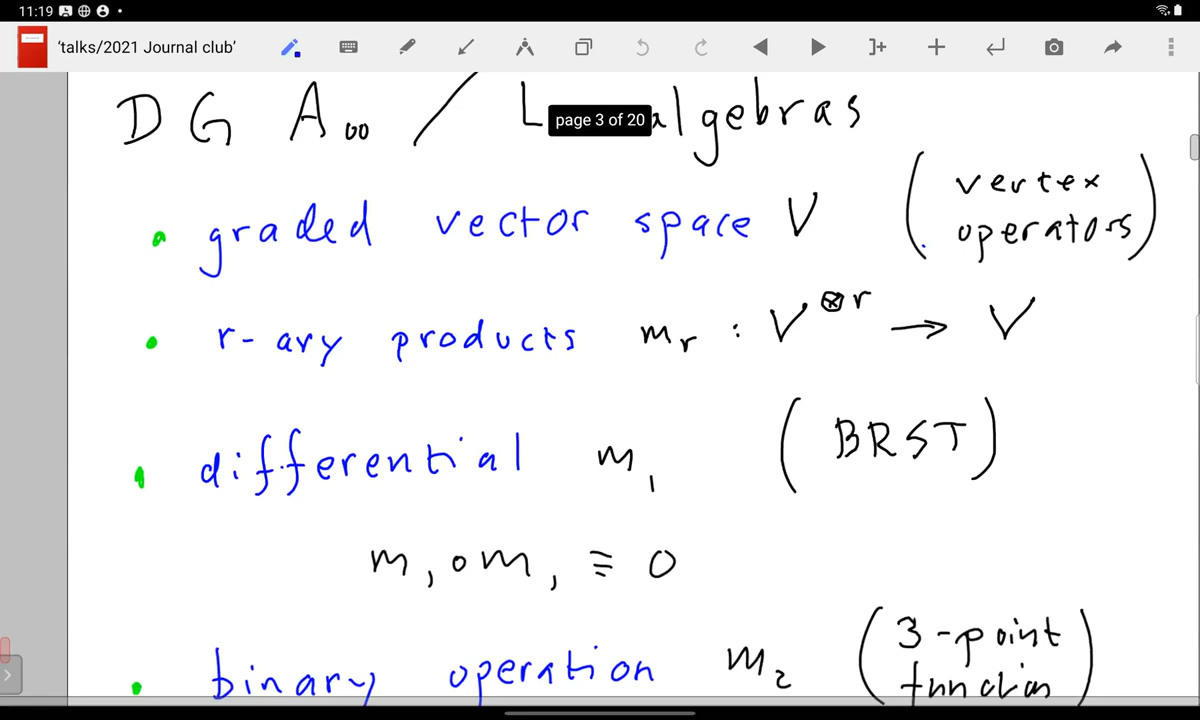 11:19
'talks/2021 Journal club'
DG A∞ / L algebras
page 3 of 20
• graded vector space V (vertex operators)
• r-ary products m_r : V^{⊗r} → V
• differential m_1 (BRST)
m_1 ∘ m_1 ≡ 0
• binary operation m_2 (3-point function)